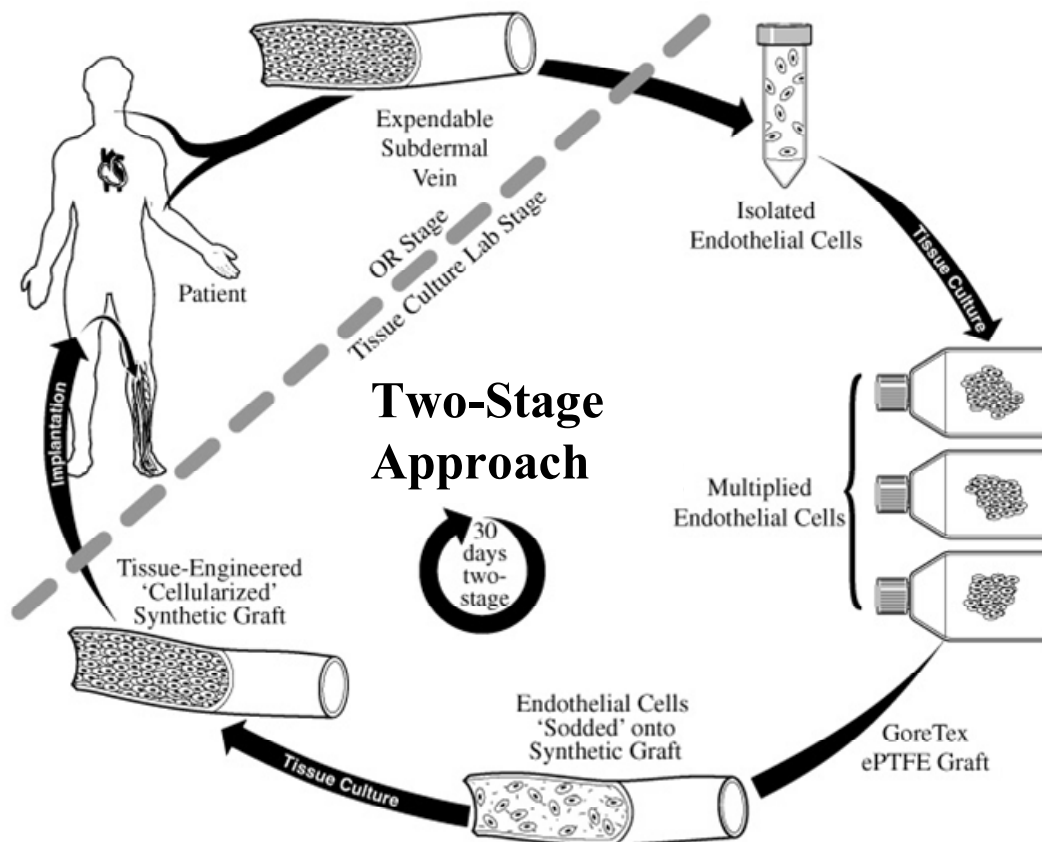 Expendable
Subdermal
Vein
Isolated
Endothelial Cells
Patient
OR Stage
Tissue Culture Lab Stage
Tissue Culture
Two-Stage
Approach
Multiplied
Endothelial Cells
30
days
two-
stage
Implantation
Tissue-Engineered
‘Cellularized’
Synthetic Graft
Endothelial Cells
‘Sodded’ onto
Synthetic Graft
GoreTex
ePTFE Graft
Tissue Culture